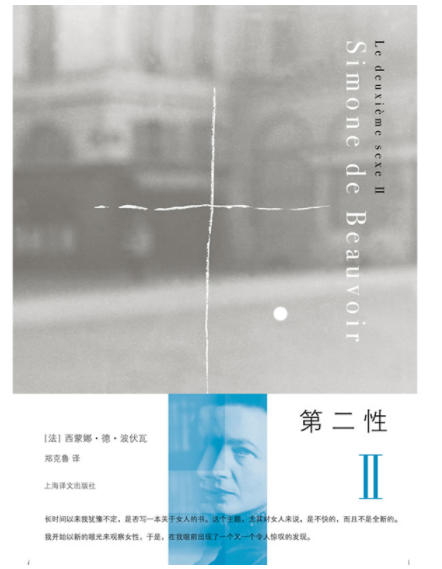 Le deuxième sexe II
Simone de Beauvoir
第二性
II
[法] 西蒙娜·德·波伏瓦
郑克鲁 译
上海译文出版社
长时间以来我犹豫不定，是否写一本关于女人的书。这个主题，尤其对女人来说，是不快的，而且不是全新的。
我开始以新的眼光来观察女性，于是，在我眼前出现了一个又一个令人惊叹的发现。